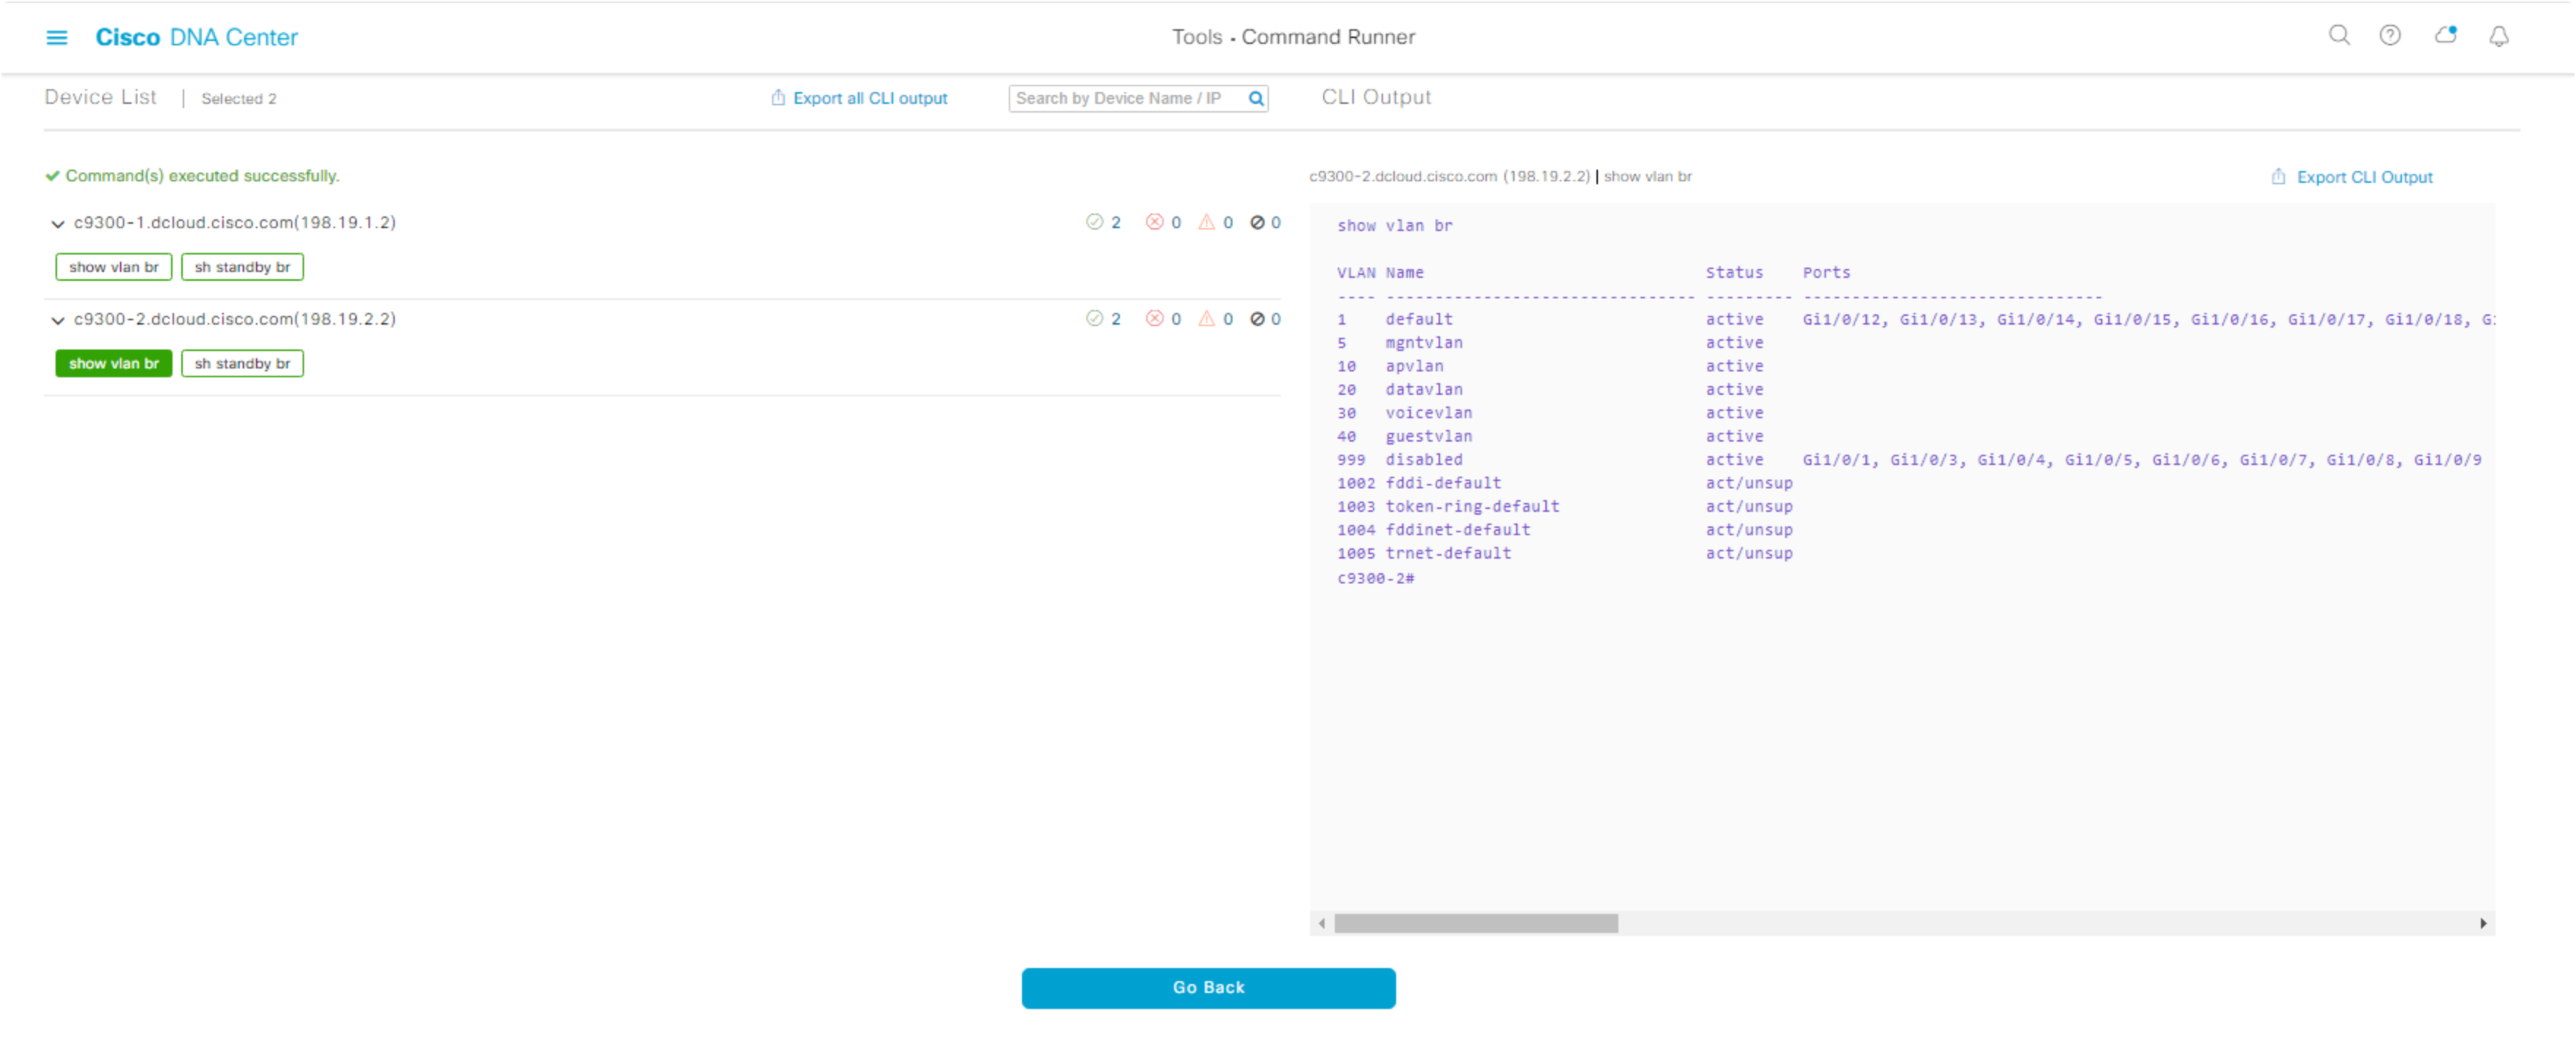 Cisco DNA Center
Tools - Command Runner
Device List | Selected 2
Export all CLI output
Search by Device Name / IP
CLI Output
Command(s) executed successfully.
c9300-1.dcloud.cisco.com(198.19.1.2)
2 0 0 0
show vlan br
sh standby br
c9300-2.dcloud.cisco.com(198.19.2.2)
2 0 0 0
show vlan br
sh standby br
c9300-2.dcloud.cisco.com (198.19.2.2) | show vlan br
Export CLI Output
show vlan br
VLAN Name                             Status    Ports
---- -------------------------------- --------- -------------------------------
1    default                          active    Gi1/0/12, Gi1/0/13, Gi1/0/14, Gi1/0/15, Gi1/0/16, Gi1/0/17, Gi1/0/18,
5    mgntvlan                         active
10   apvlan                           active
20   datavlan                         active
30   voicevlan                        active
40   guestvlan                        active
999  disabled                         active    Gi1/0/1, Gi1/0/3, Gi1/0/4, Gi1/0/5, Gi1/0/6, Gi1/0/7, Gi1/0/8, Gi1/0/9
1002 fddi-default                     act/unsup
1003 token-ring-default               act/unsup
1004 fddinet-default                  act/unsup
1005 trnet-default                    act/unsup
c9300-2#
Go Back